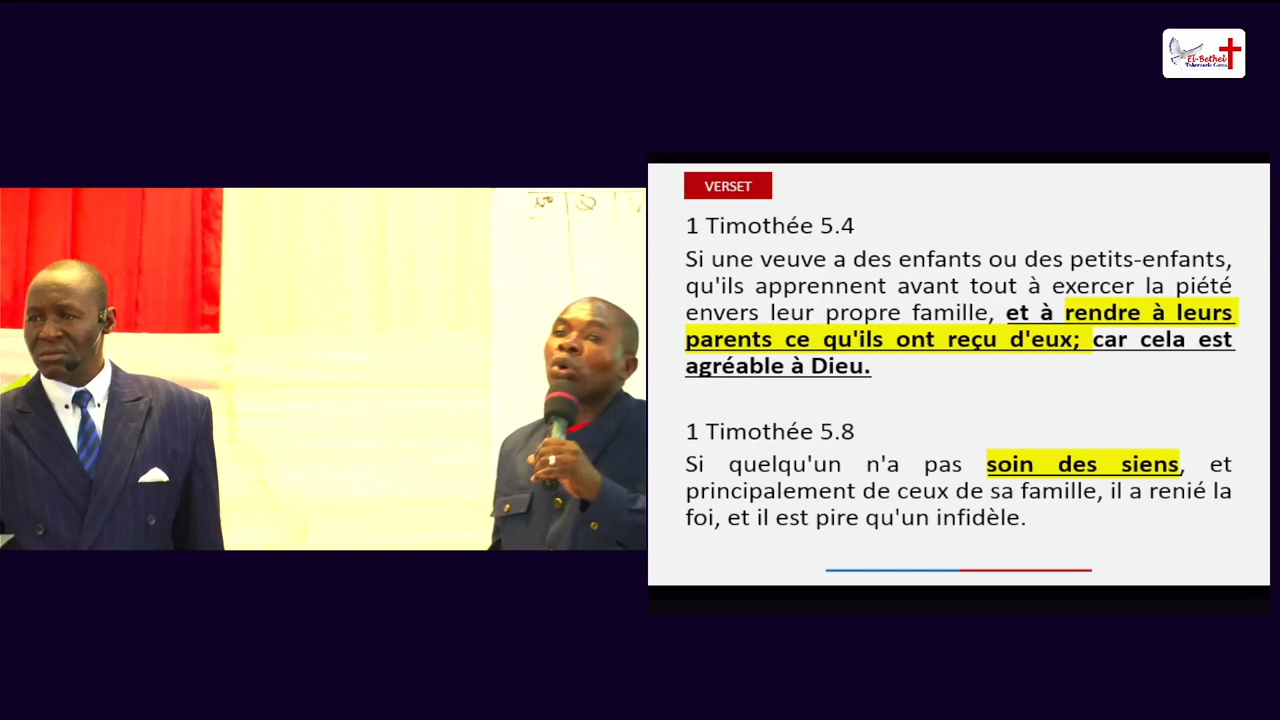 El-Bethel
VERSET
1 Timothée 5.4
Si une veuve a des enfants ou des petits-enfants,
qu'ils apprennent avant tout à exercer la piété
envers leur propre famille, et à rendre à leurs
parents ce qu'ils ont reçu d'eux; car cela est
agréable à Dieu.
1 Timothée 5.8
Si quelqu'un n'a pas soin des siens, et
principalement de ceux de sa famille, il a renié la
foi, et il est pire qu'un infidèle.